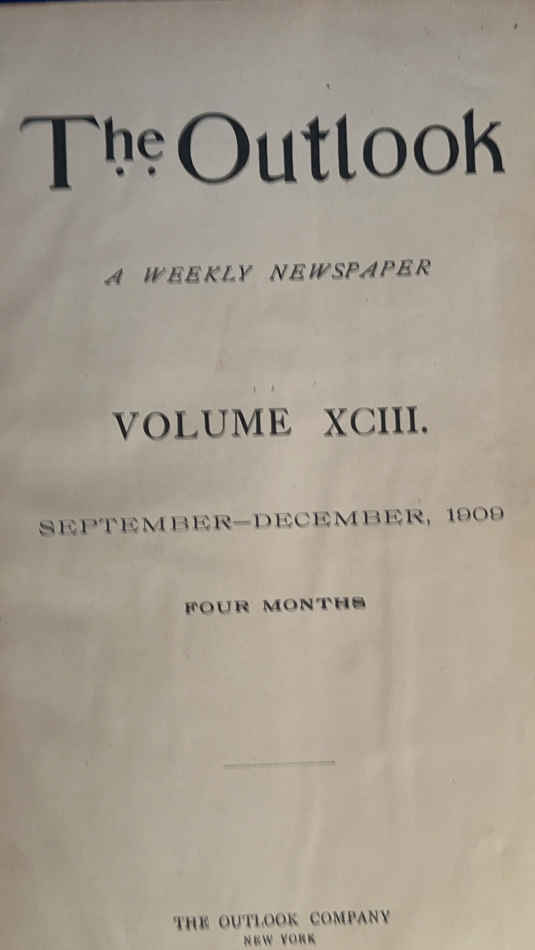 The Outlook
A WEEKLY NEWSPAPER
VOLUME XCIII.
SEPTEMBER—DECEMBER, 1909
FOUR MONTHS
THE OUTLOOK COMPANY
NEW YORK